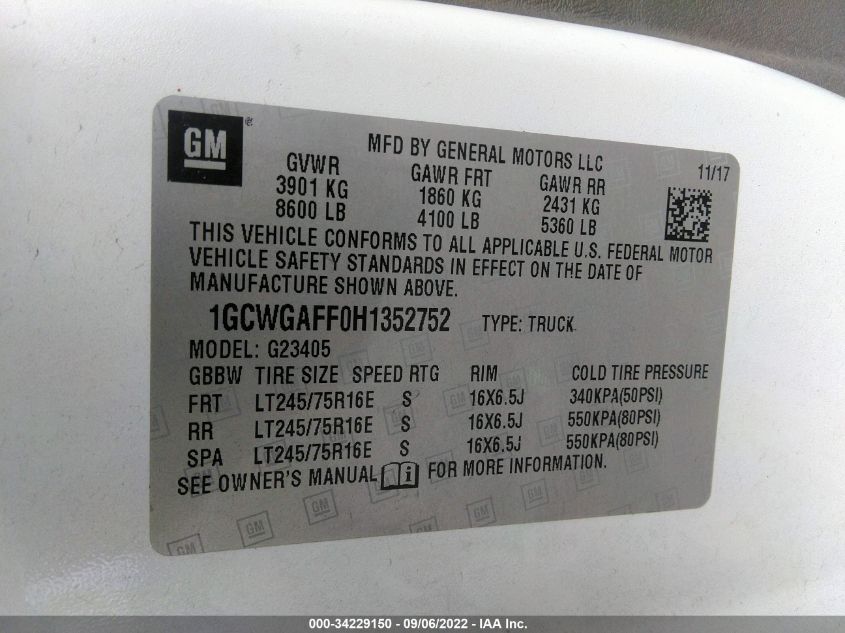 GM
MFD BY GENERAL MOTORS LLC
11/17
GVWR GAWR FRT GAWR RR
3901 KG 1860 KG 2431 KG
8600 LB 4100 LB 5360 LB
THIS VEHICLE CONFORMS TO ALL APPLICABLE U.S. FEDERAL MOTOR
VEHICLE SAFETY STANDARDS IN EFFECT ON THE DATE OF
MANUFACTURE SHOWN ABOVE.
1GCWGAFF0H1352752 TYPE: TRUCK
MODEL: G23405
GBBW TIRE SIZE SPEED RTG RIM COLD TIRE PRESSURE
FRT LT245/75R16E S 16X6.5J 340KPA(50PSI)
RR LT245/75R16E S 16X6.5J 550KPA(80PSI)
SPA LT245/75R16E S 16X6.5J 550KPA(80PSI)
SEE OWNER'S MANUAL FOR MORE INFORMATION.
000-34229150 - 09/06/2022 - IAA Inc.